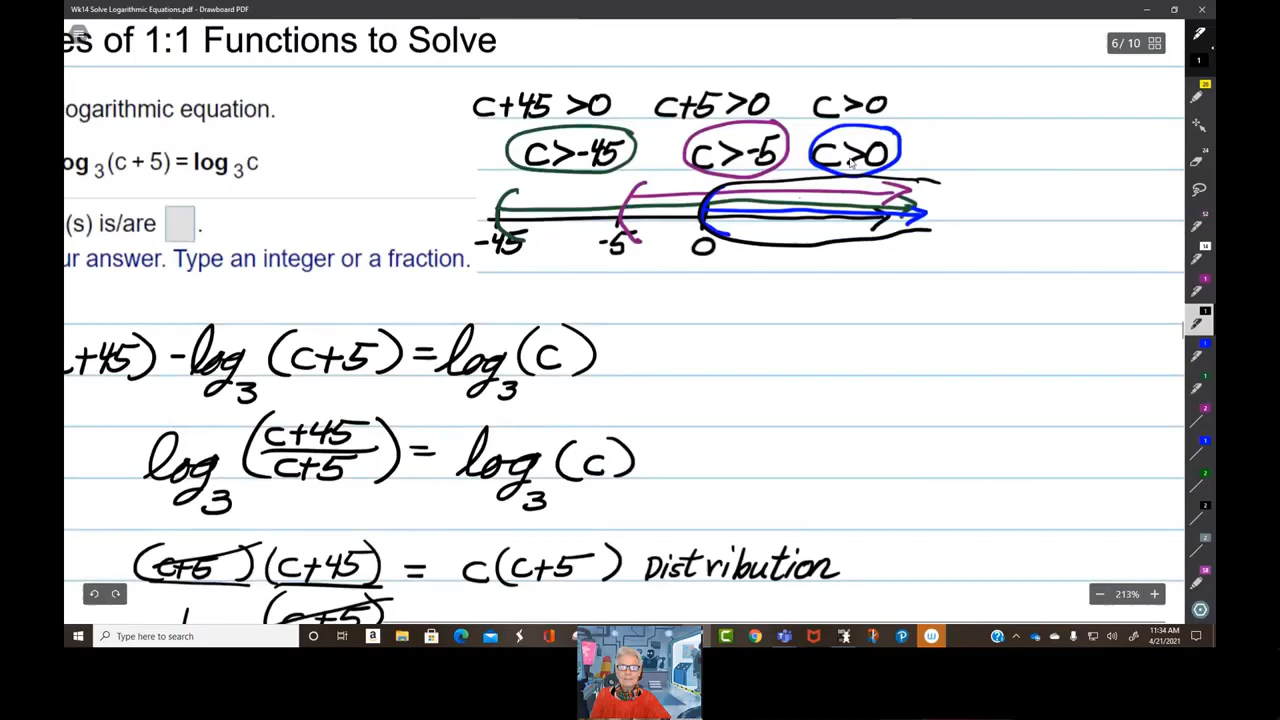 Wk14 Solve Logarithmic Equations.pdf - Drawboard PDF
es of 1:1 Functions to Solve
6 / 10
ogarithmic equation.
og 3 (c + 5) = log 3 c
(s) is/are .
ur answer. Type an integer or a fraction.
c+45 >0 c+5>0 c>0
c>-45 c>-5 c>0
-45 -5 0
+45) - log3 (c+5) = log3 (c)
log3 (c+45/c+5) = log3 (c)
(c+5) (c+45) = c(c+5) Distribution
1 (c+5)
213%
Type here to search
11:34 AM
4/21/2021